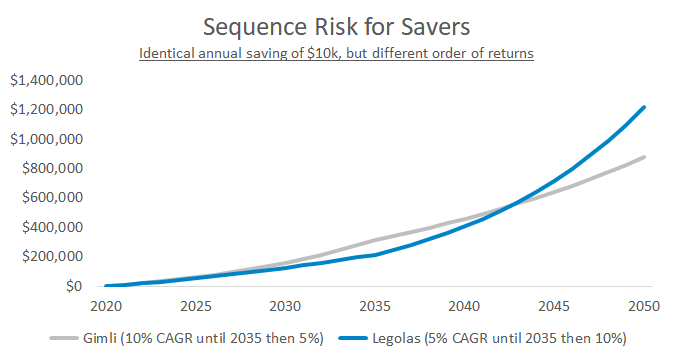 Sequence Risk for Savers
Identical annual saving of $10k, but different order of returns
$1,400,000
$1,200,000
$1,000,000
$800,000
$600,000
$400,000
$200,000
$0
2020 2025 2030 2035 2040 2045 2050
Gimli (10% CAGR until 2035 then 5%) Legolas (5% CAGR until 2035 then 10%)